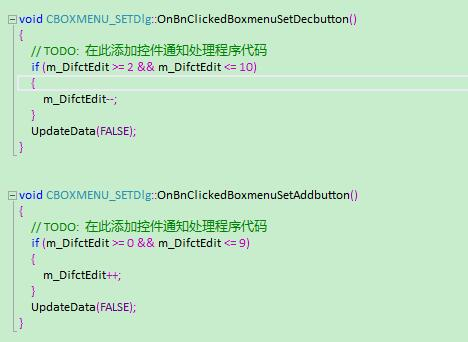 void CBOXMENU_SETDlg::OnBnClickedBoxmenuSetDecbutton()
{
// TODO: 在此添加控件通知处理程序代码
if (m_DifctEdit >= 2 && m_DifctEdit <= 10)
{
m_DifctEdit--;
}
UpdateData(FALSE);
}
void CBOXMENU_SETDlg::OnBnClickedBoxmenuSetAddbutton()
{
// TODO: 在此添加控件通知处理程序代码
if (m_DifctEdit >= 0 && m_DifctEdit <= 9)
{
m_DifctEdit++;
}
UpdateData(FALSE);
}